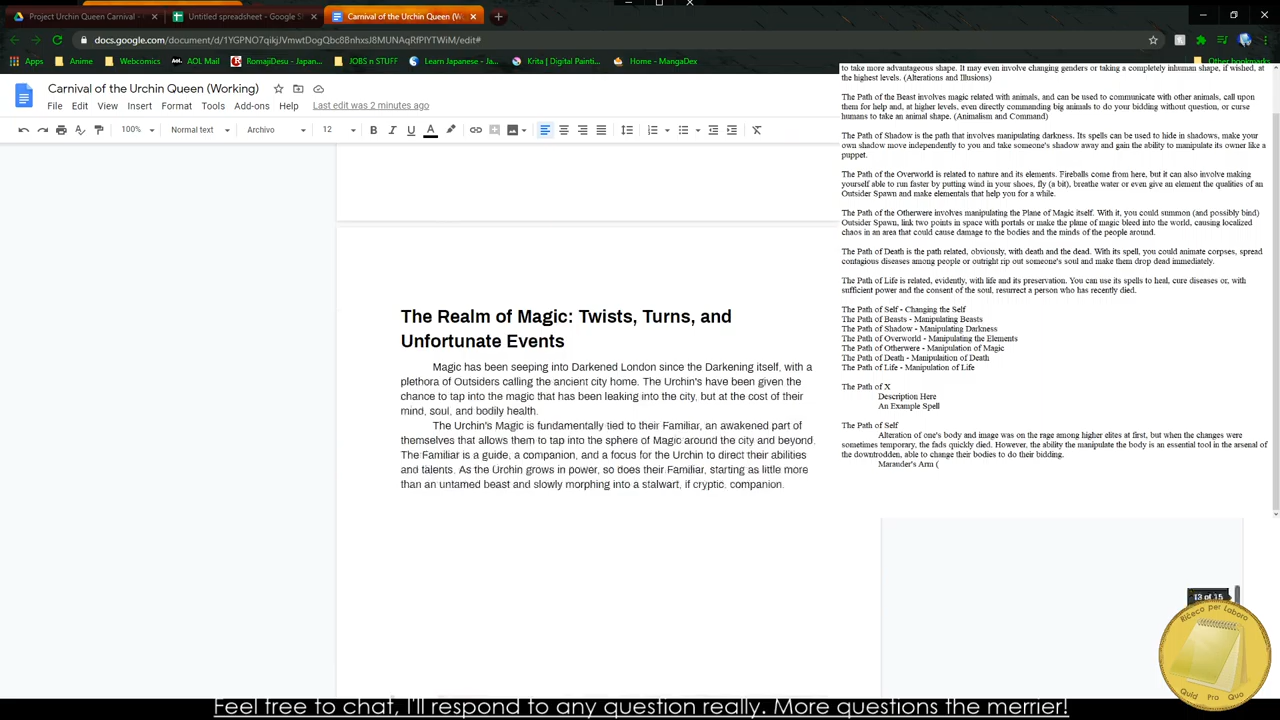 Project Urchin Queen Carnival -
Untitled spreadsheet - Google S
Carnival of the Urchin Queen (W
Apps
Anime
Webcomics
AOL Mail
RomajiDesu - Japan...
JOBS n STUFF
Learn Japanese - Ja...
Krita | Digital Painti...
Home - MangaDex
Other bookmarks
Carnival of the Urchin Queen (Working)
File Edit View Insert Format Tools Add-ons Help Last edit was 2 minutes ago
100% Normal text Archivo 12
The Realm of Magic: Twists, Turns, and
Unfortunate Events
Magic has been seeping into Darkened London since the Darkening itself, with a
plethora of Outsiders calling the ancient city home. The Urchin's have been given the
chance to tap into the magic that has been leaking into the city, but at the cost of their
mind, soul, and bodily health.
The Urchin's Magic is fundamentally tied to their Familiar, an awakened part of
themselves that allows them to tap into the sphere of Magic around the city and beyond.
The Familiar is a guide, a companion, and a focus for the Urchin to direct their abilities
and talents. As the Urchin grows in power, so does their Familiar, starting as little more
than an untamed beast and slowly morphing into a stalwart, if cryptic, companion.
to take more advantageous shape. It may even involve changing genders or taking a completely inhuman shape, if wished, at
the highest levels. (Alterations and Illusions)
The Path of the Beast involves magic related with animals, and can be used to communicate with other animals, call upon
them for help and, at higher levels, even directly commanding big animals to do your bidding without question, or curse
humans to take an animal shape. (Animalism and Command)
The Path of Shadow is the path that involves manipulating darkness. Its spells can be used to hide in shadows, make your
own shadow move independently to you and take someone's shadow away and gain the ability to manipulate its owner like a
puppet.
The Path of the Overworld is related to nature and its elements. Fireballs come from here, but it can also involve making
yourself able to run faster by putting wind in your shoes, fly (a bit), breathe water or even give an element the qualities of an
Outsider Spawn and make elementals that help you for a while.
The Path of the Otherwere involves manipulating the Plane of Magic itself. With it, you could summon (and possibly bind)
Outsider Spawn, link two points in space with portals or make the plane of magic bleed into the world, causing localized
chaos in an area that could cause damage to the bodies and the minds of the people around.
The Path of Death is the path related, obviously, with death and the dead. With its spell, you could animate corpses, spread
contagious diseases among people or outright rip out someone's soul and make them drop dead immediately.
The Path of Life is related, evidently, with life and its preservation. You can use its spells to heal, cure diseases or, with
sufficient power and the consent of the soul, resurrect a person who has recently died.
The Path of Self - Changing the Self
The Path of Beasts - Manipulating Beasts
The Path of Shadow - Manipulating Darkness
The Path of Overworld - Manipulating the Elements
The Path of Otherwere - Manipulation of Magic
The Path of Death - Manipulaition of Death
The Path of Life - Manipulation of Life
The Path of X
Description Here
An Example Spell
The Path of Self
Alteration of one's body and image was on the rage among higher elites at first, but when the changes were
sometimes temporary, the fads quickly died. However, the ability the manipulate the body is an essential tool in the arsenal of
the downtrodden, able to change their bodies to do their bidding.
Marauder's Arm (
13 of 15
Quid Pro Quo
Feel free to chat, I'll respond to any question really. More questions the merrier!